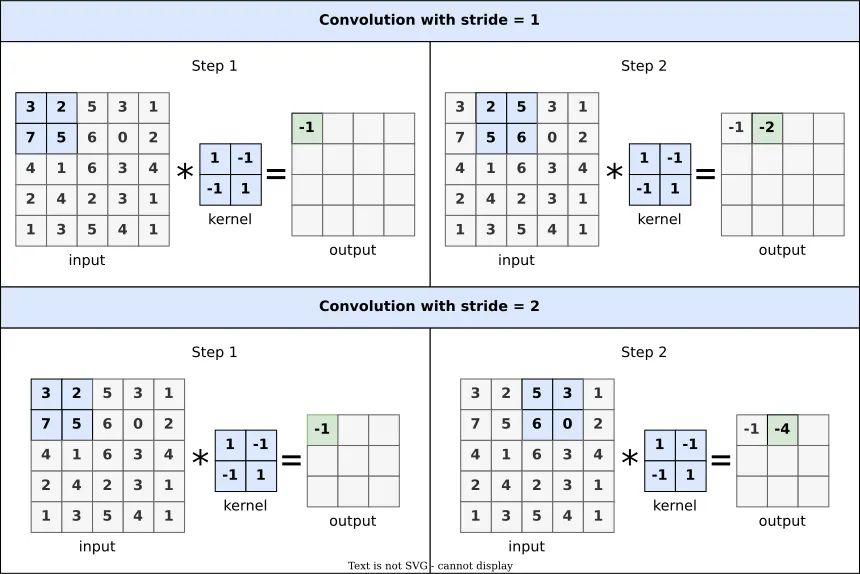 Convolution with stride = 1
Step 1
3 2 5 3 1
7 5 6 0 2
4 1 6 3 4
2 4 2 3 1
1 3 5 4 1
input
*
1 -1
-1 1
kernel
=
-1
output
Step 2
3 2 5 3 1
7 5 6 0 2
4 1 6 3 4
2 4 2 3 1
1 3 5 4 1
input
*
1 -1
-1 1
kernel
=
-1 -2
output
Convolution with stride = 2
Step 1
3 2 5 3 1
7 5 6 0 2
4 1 6 3 4
2 4 2 3 1
1 3 5 4 1
input
*
1 -1
-1 1
kernel
=
-1
output
Step 2
3 2 5 3 1
7 5 6 0 2
4 1 6 3 4
2 4 2 3 1
1 3 5 4 1
input
*
1 -1
-1 1
kernel
=
-1 -4
output
Text is not SVG - cannot display